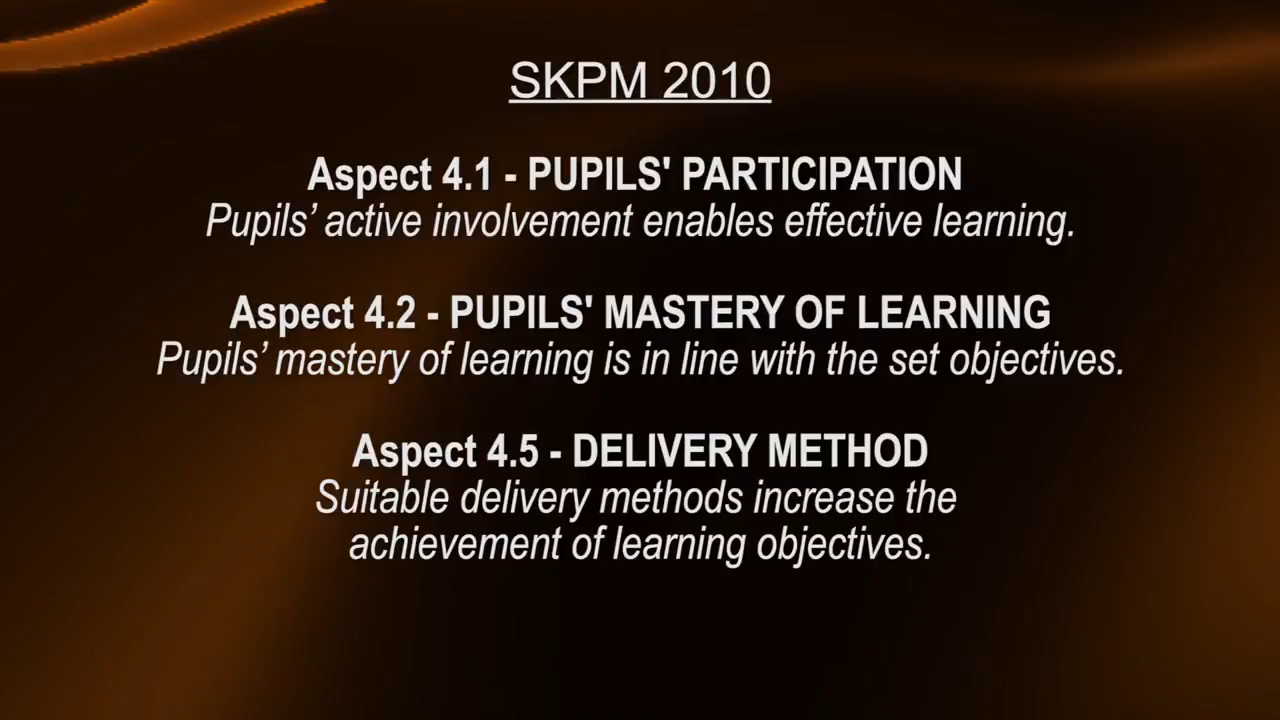 SKPM 2010
Aspect 4.1 - PUPILS' PARTICIPATION
Pupils’ active involvement enables effective learning.
Aspect 4.2 - PUPILS' MASTERY OF LEARNING
Pupils’ mastery of learning is in line with the set objectives.
Aspect 4.5 - DELIVERY METHOD
Suitable delivery methods increase the
achievement of learning objectives.